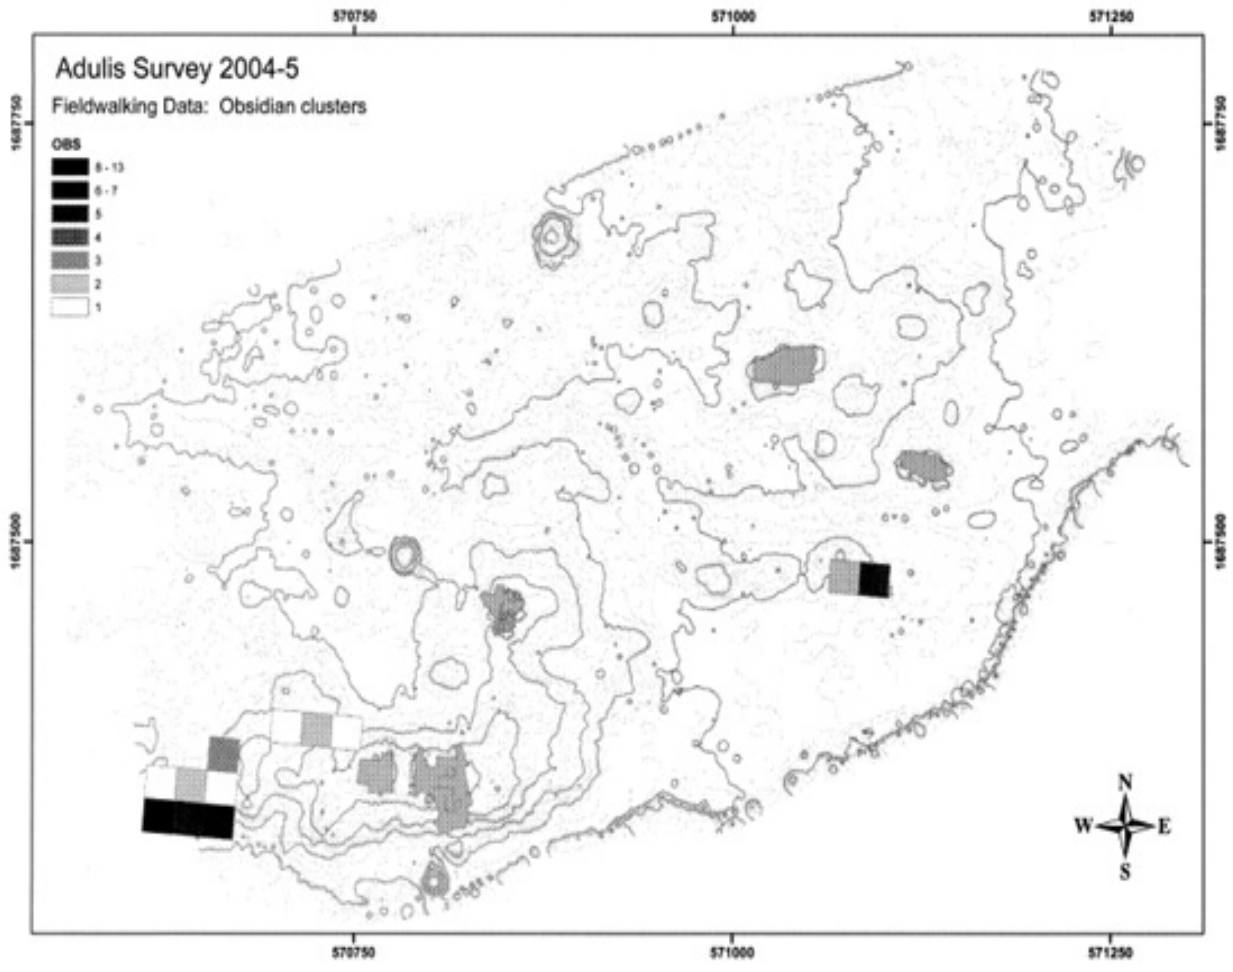 570750 571000 571250
Adulis Survey 2004-5
Fieldwalking Data: Obsidian clusters
1687750 1687750
OBS
8 - 13
6 - 7
5
4
3
2
1
1687500 1687500
N
W E
S
570750 571000 571250